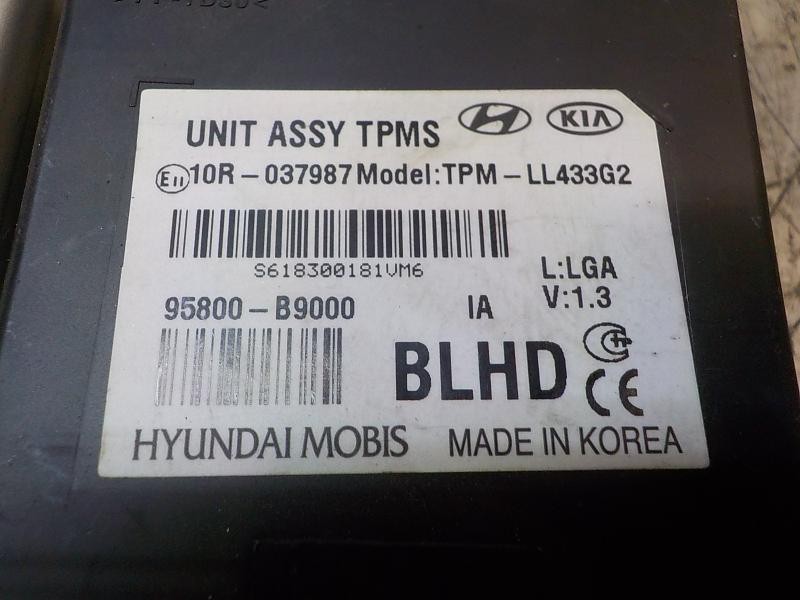 UNIT ASSY TPMS KIA
E11 10R-037987 Model:TPM-LL433G2
S618300181VM6
L:LGA
95800-B9000 IA V:1.3
BLHD
CE
HYUNDAI MOBIS MADE IN KOREA